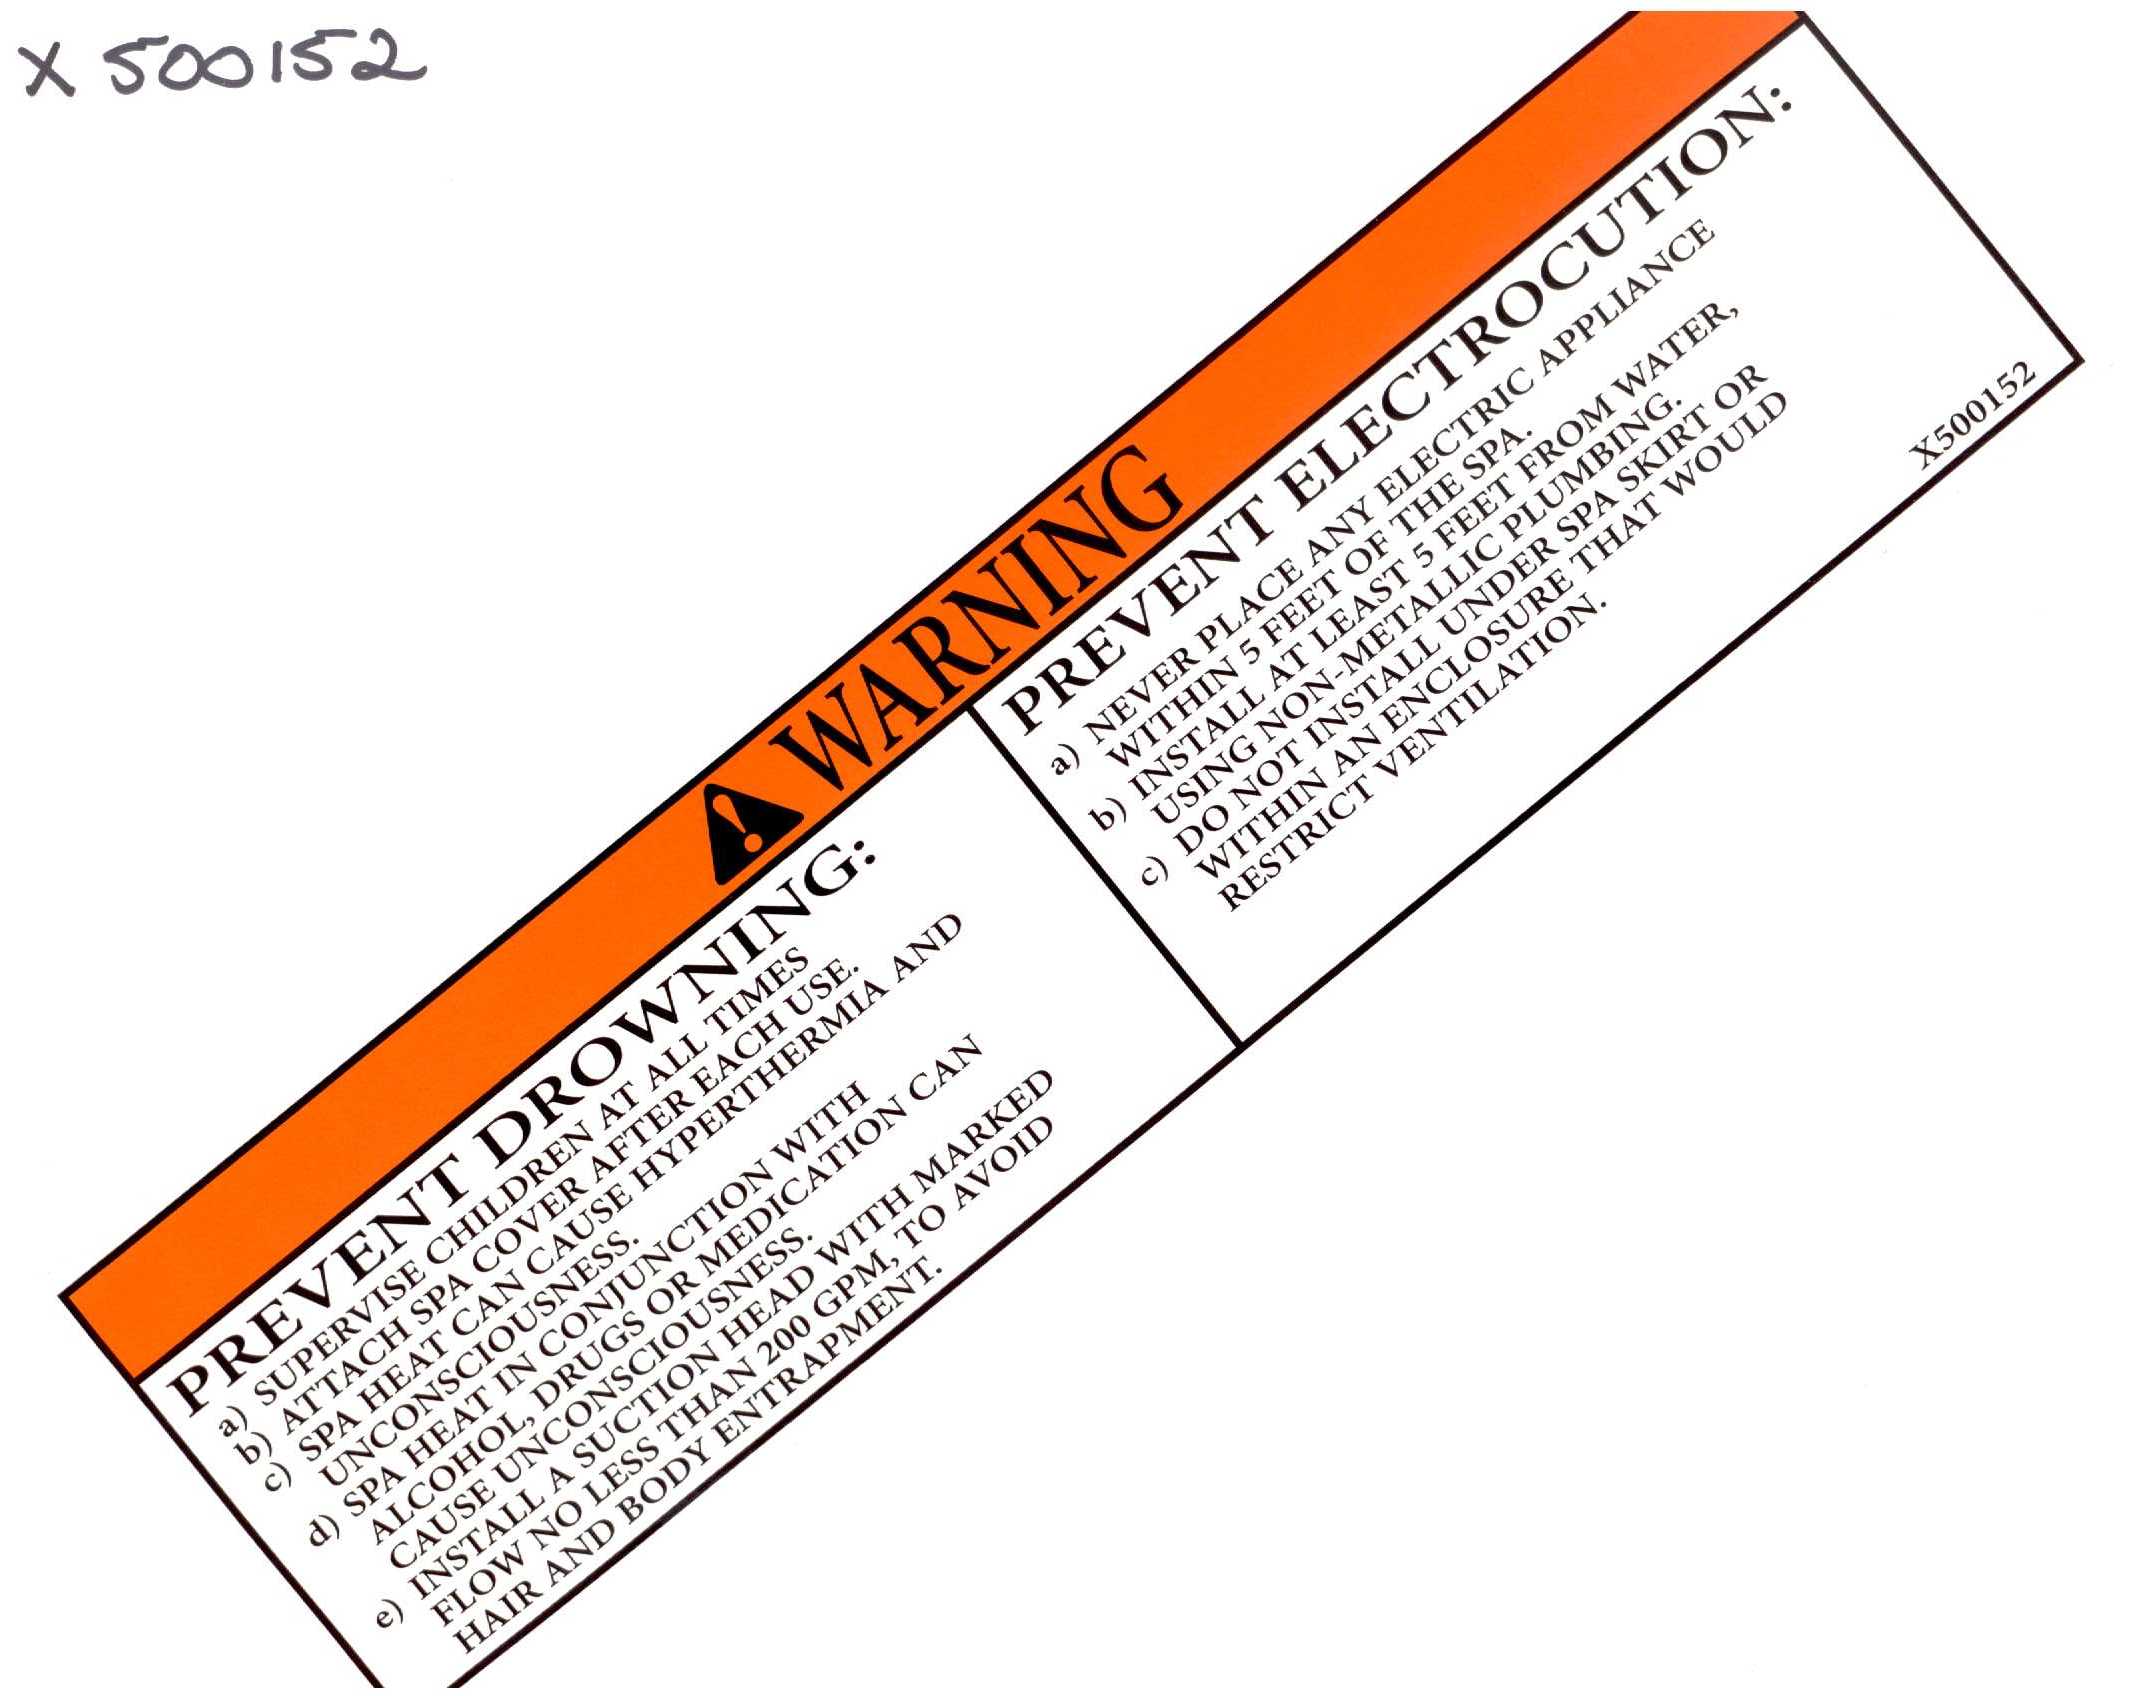 X 500152
WARNING
PREVENT DROWNING:
a) SUPERVISE CHILDREN AT ALL TIMES
b) ATTACH SPA COVER AFTER EACH USE.
c) SPA HEAT CAN CAUSE HYPERTHERMIA AND
UNCONSCIOUSNESS.
d) SPA HEAT IN CONJUNCTION WITH
ALCOHOL, DRUGS OR MEDICATION CAN
CAUSE UNCONSCIOUSNESS.
e) INSTALL A SUCTION HEAD WITH MARKED
FLOW NO LESS THAN 200 GPM, TO AVOID
HAIR AND BODY ENTRAPMENT.
PREVENT ELECTROCUTION:
a) NEVER PLACE ANY ELECTRIC APPLIANCE
WITHIN 5 FEET OF THE SPA.
b) INSTALL AT LEAST 5 FEET FROM WATER,
USING NON-METALLIC PLUMBING.
c) DO NOT INSTALL UNDER SPA SKIRT OR
WITHIN AN ENCLOSURE THAT WOULD
RESTRICT VENTILATION.
X500152